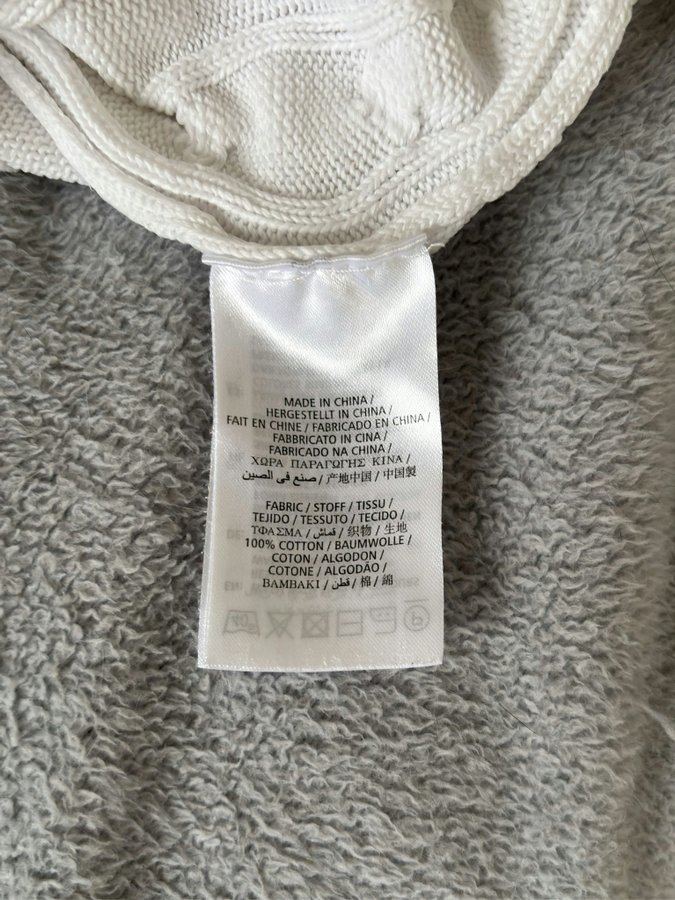 MADE IN CHINA /
HERGESTELLT IN CHINA /
FAIT EN CHINE / FABRICADO EN CHINA /
FABBRICATO IN CINA /
FABRICADO NA CHINA /
ΧΩΡΑ ΠΑΡΑΓΩΓΗΣ ΚΙΝΑ /
صنع في الصين / 产地中国 / 中国製
FABRIC / STOFF / TISSU /
TEJIDO / TESSUTO / TECIDO /
ΤΦΑΣΜΑ / قماش / 织物 / 生地
100% COTTON / BAUMWOLLE /
COTON / ALGODON /
COTONE / ALGODÃO /
BAMBAKI / قطن / 棉 / 綿